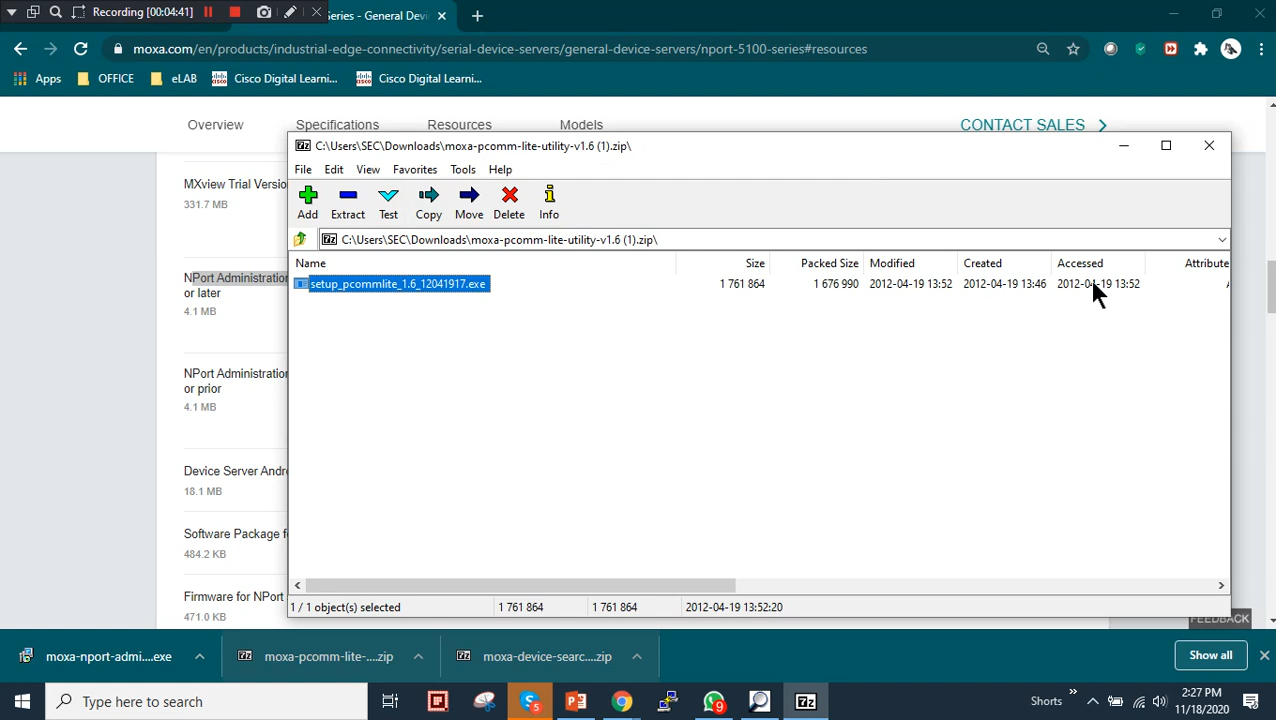 Recording [00:04:41]
Series - General Devi
moxa.com/en/products/industrial-edge-connectivity/serial-device-servers/general-device-servers/nport-5100-series#resources
Apps OFFICE eLAB Cisco Digital Learni... Cisco Digital Learni...
Overview Specifications Resources Models CONTACT SALES
C:\Users\SEC\Downloads\moxa-pcomm-lite-utility-v1.6 (1).zip\
File Edit View Favorites Tools Help
Add Extract Test Copy Move Delete Info
C:\Users\SEC\Downloads\moxa-pcomm-lite-utility-v1.6 (1).zip\
Name Size Packed Size Modified Created Accessed Attribute
setup_pcommlite_1.6_12041917.exe 1 761 864 1 676 990 2012-04-19 13:52 2012-04-19 13:46 2012-04-19 13:52
1 / 1 object(s) selected 1 761 864 1 761 864 2012-04-19 13:52:20
MXview Trial Versio
331.7 MB
NPort Administration
or later
4.1 MB
NPort Administration
or prior
4.1 MB
Device Server Andr
18.1 MB
Software Package f
484.2 KB
Firmware for NPort
471.0 KB
FEEDBACK
moxa-nport-admi....exe moxa-pcomm-lite-....zip moxa-device-searc....zip Show all
Type here to search
5
9
Shorts
2:27 PM
11/18/2020